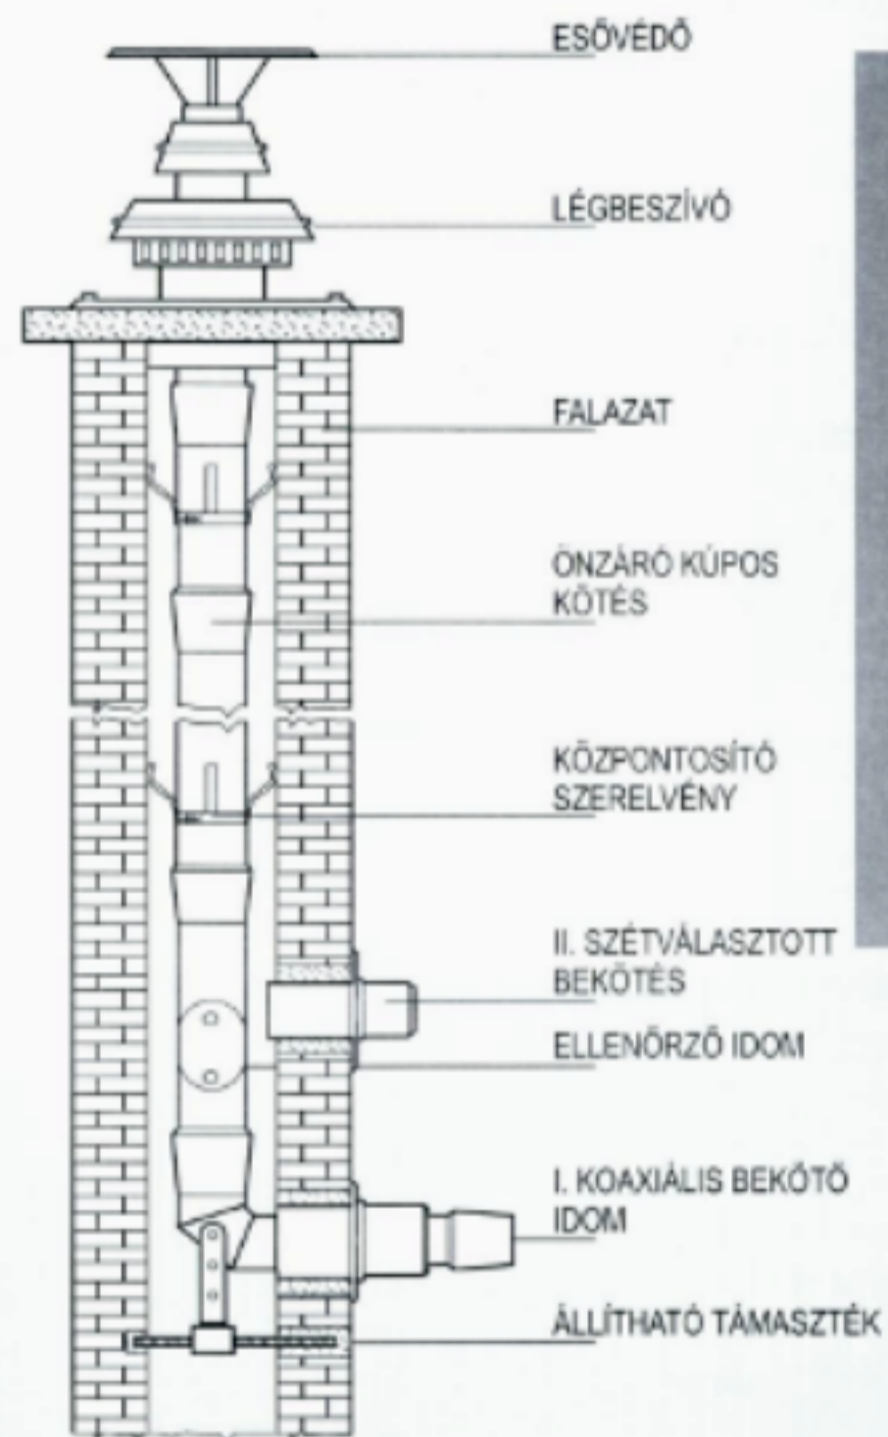 ESŐVÉDŐ
LÉGBESZÍVÓ
FALAZAT
ÖNZÁRÓ KÚPOS
KÖTÉS
KÖZPONTOSÍTÓ
SZERELVÉNY
II. SZÉTVÁLASZTOTT
BEKÖTÉS
ELLENŐRZŐ IDOM
I. KOAXIÁLIS BEKÖTŐ
IDOM
ÁLLÍTHATÓ TÁMASZTÉK